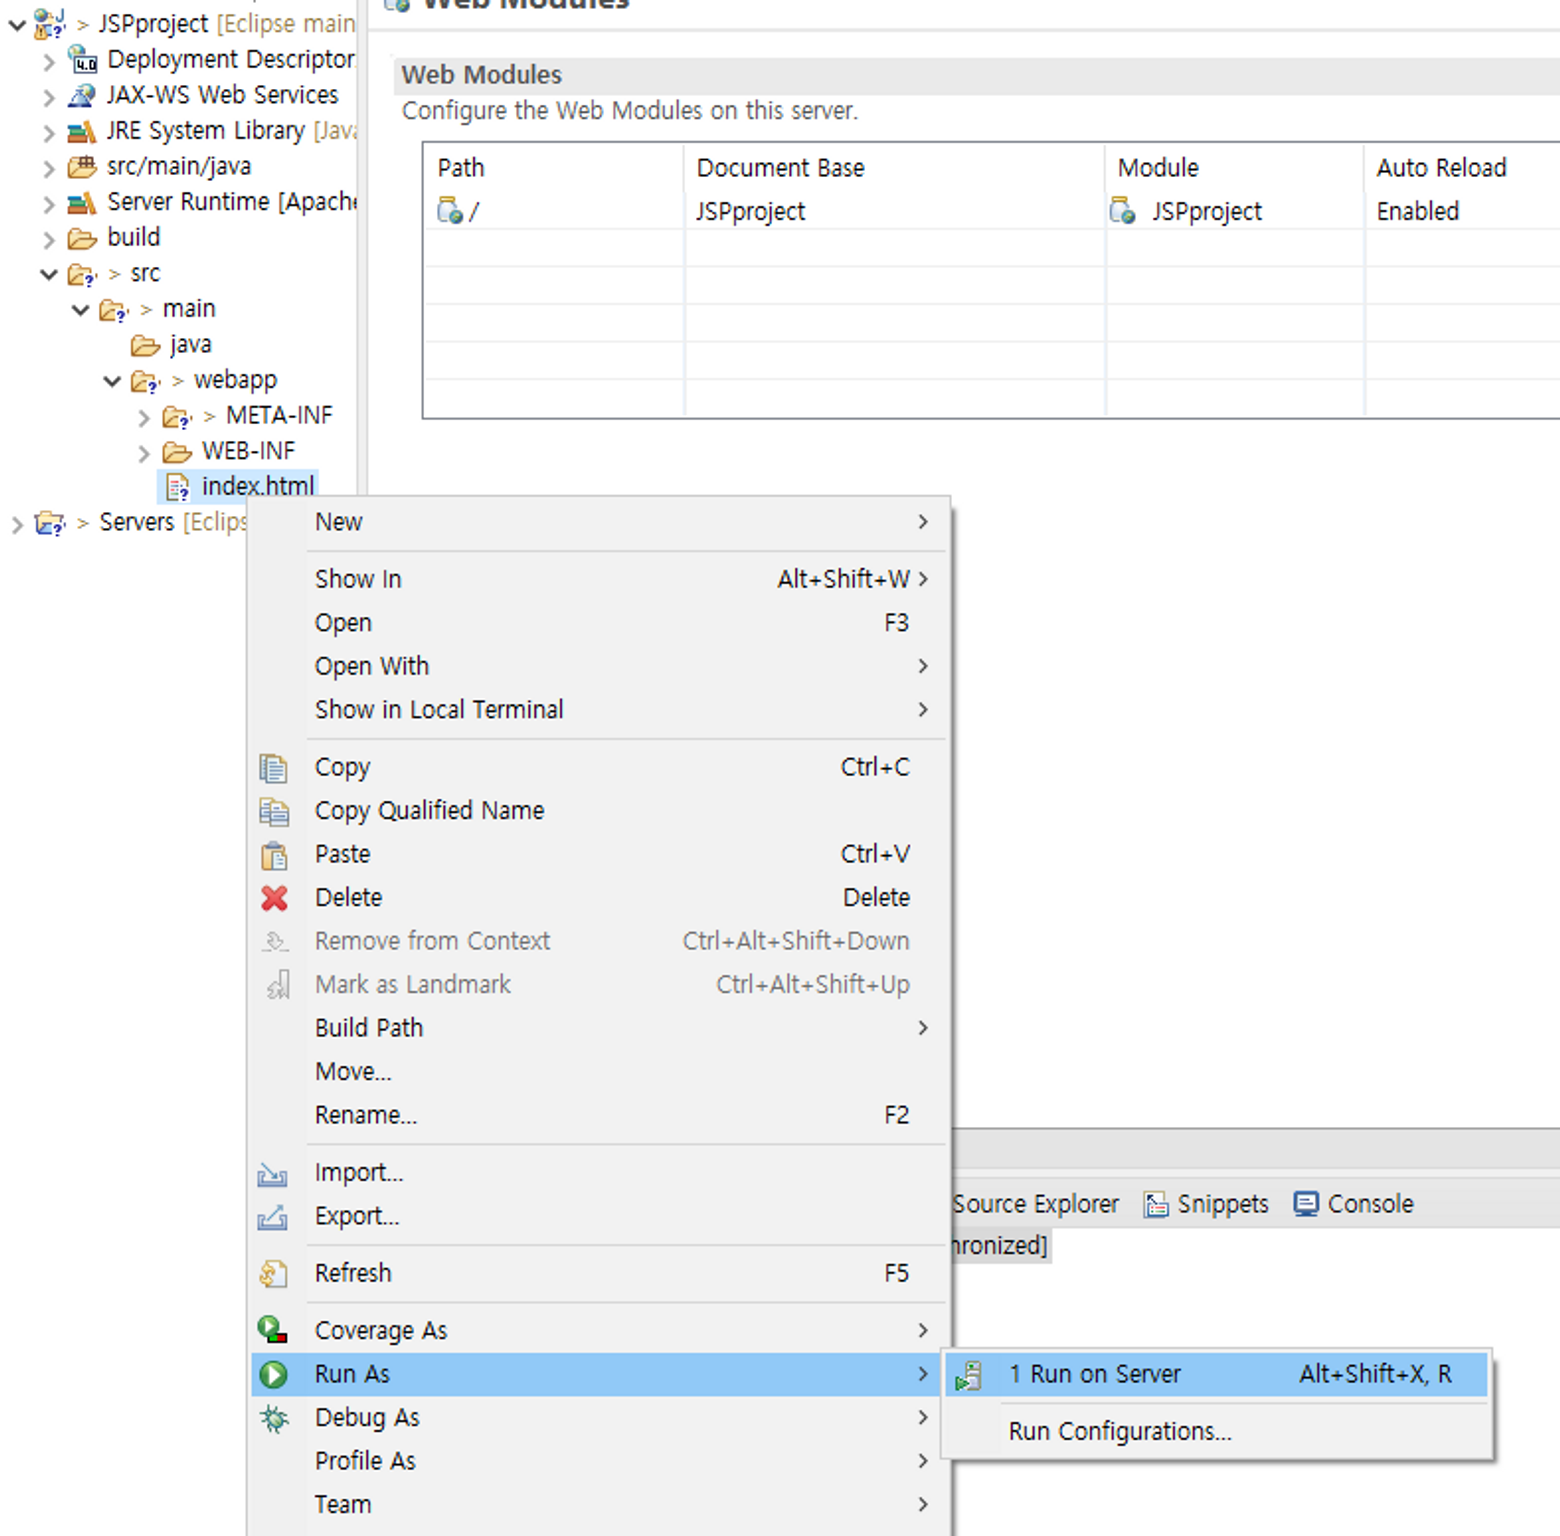 Web Modules
> JSPproject [Eclipse main
4.0 Deployment Descriptor
JAX-WS Web Services
JRE System Library [Java
src/main/java
Server Runtime [Apache
build
> src
> main
java
> webapp
> META-INF
WEB-INF
index.html
> Servers [Eclips
Web Modules
Configure the Web Modules on this server.
Path Document Base Module Auto Reload
/ JSPproject JSPproject Enabled
New
Show In Alt+Shift+W
Open F3
Open With
Show in Local Terminal
Copy Ctrl+C
Copy Qualified Name
Paste Ctrl+V
Delete Delete
Remove from Context Ctrl+Alt+Shift+Down
Mark as Landmark Ctrl+Alt+Shift+Up
Build Path
Move...
Rename... F2
Import...
Export...
Refresh F5
Coverage As
Run As
Debug As
Profile As
Team
Source Explorer Snippets Console
hronized]
1 Run on Server Alt+Shift+X, R
Run Configurations...